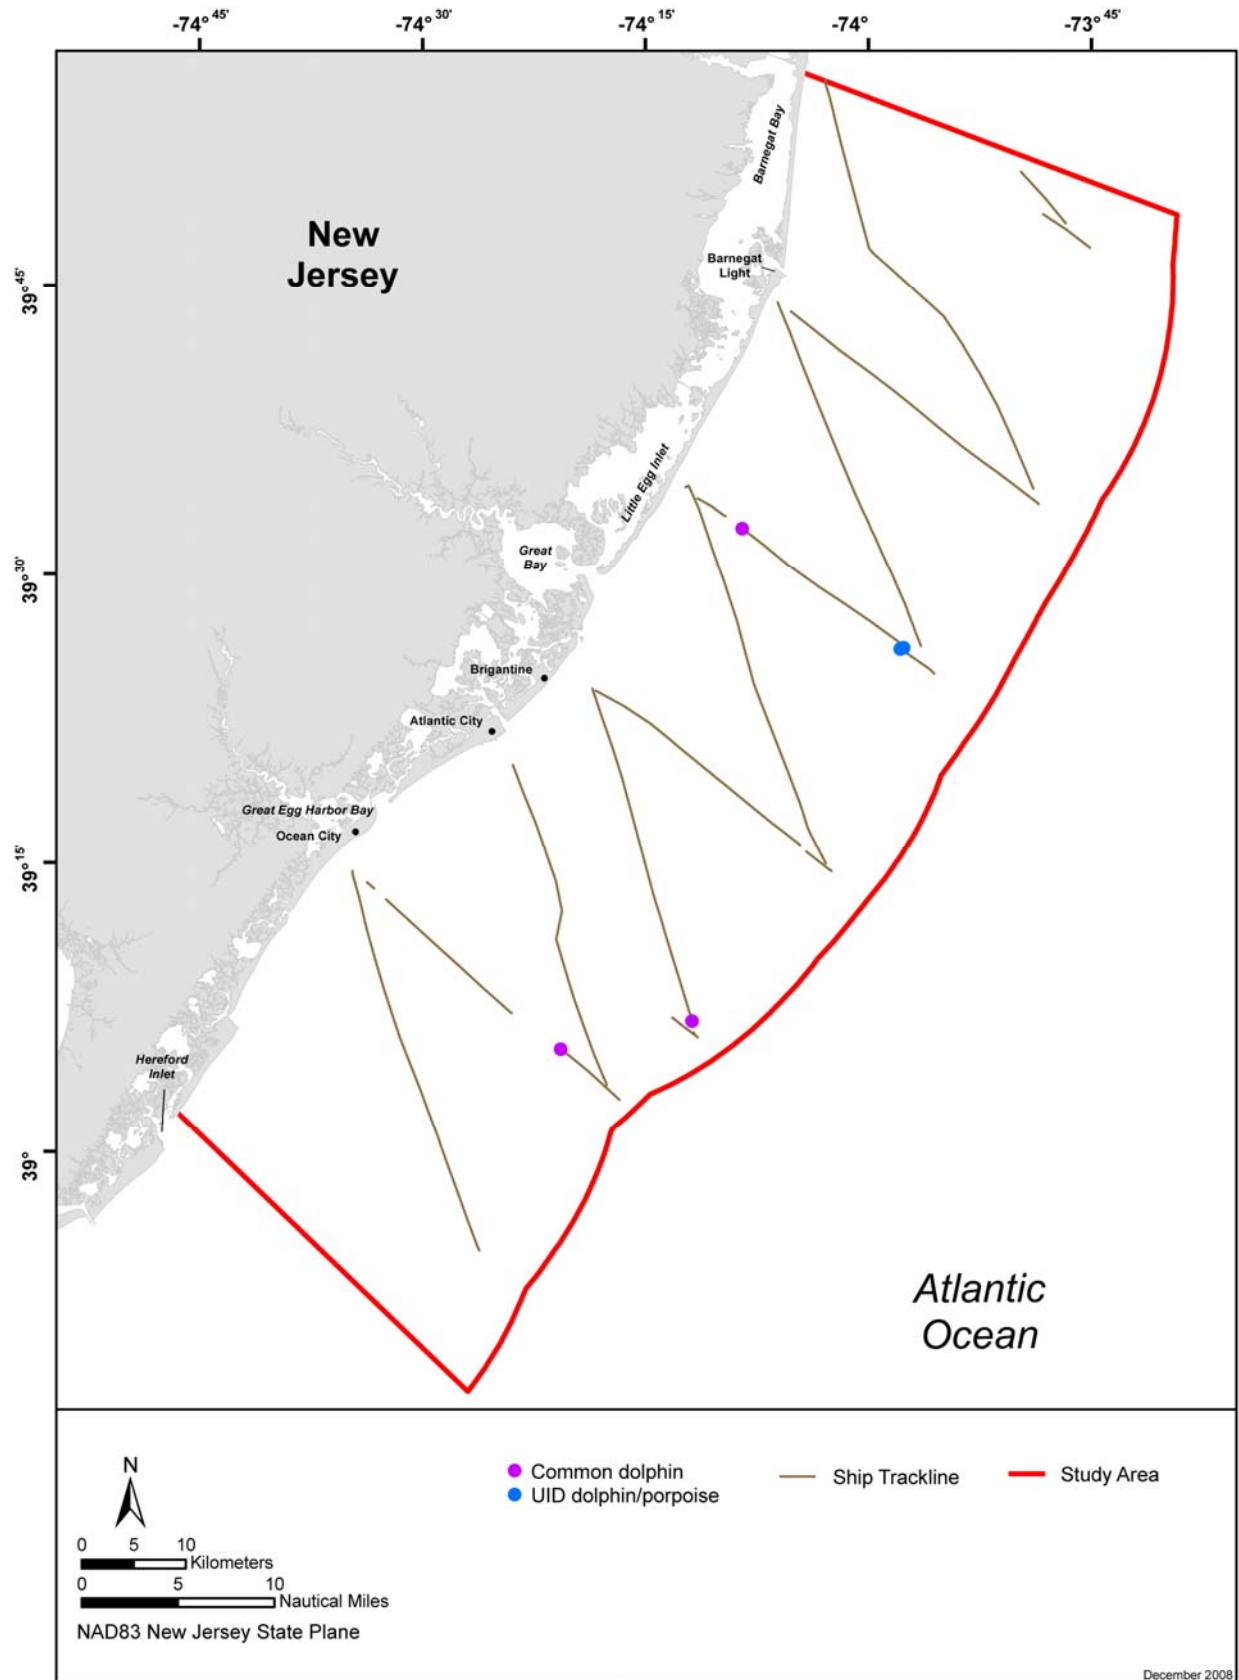 -74° 45'
-74° 30'
-74° 15'
-74°
-73° 45'
39° 45'
39° 30'
39° 15'
39°
New
Jersey
Barnegat Bay
Barnegat
Light
Little Egg Inlet
Great
Bay
Brigantine
Atlantic City
Great Egg Harbor Bay
Ocean City
Hereford
Inlet
Atlantic
Ocean
N
0 5 10
Kilometers
0 5 10
Nautical Miles
NAD83 New Jersey State Plane
Common dolphin
UID dolphin/porpoise
Ship Trackline
Study Area
December 2008